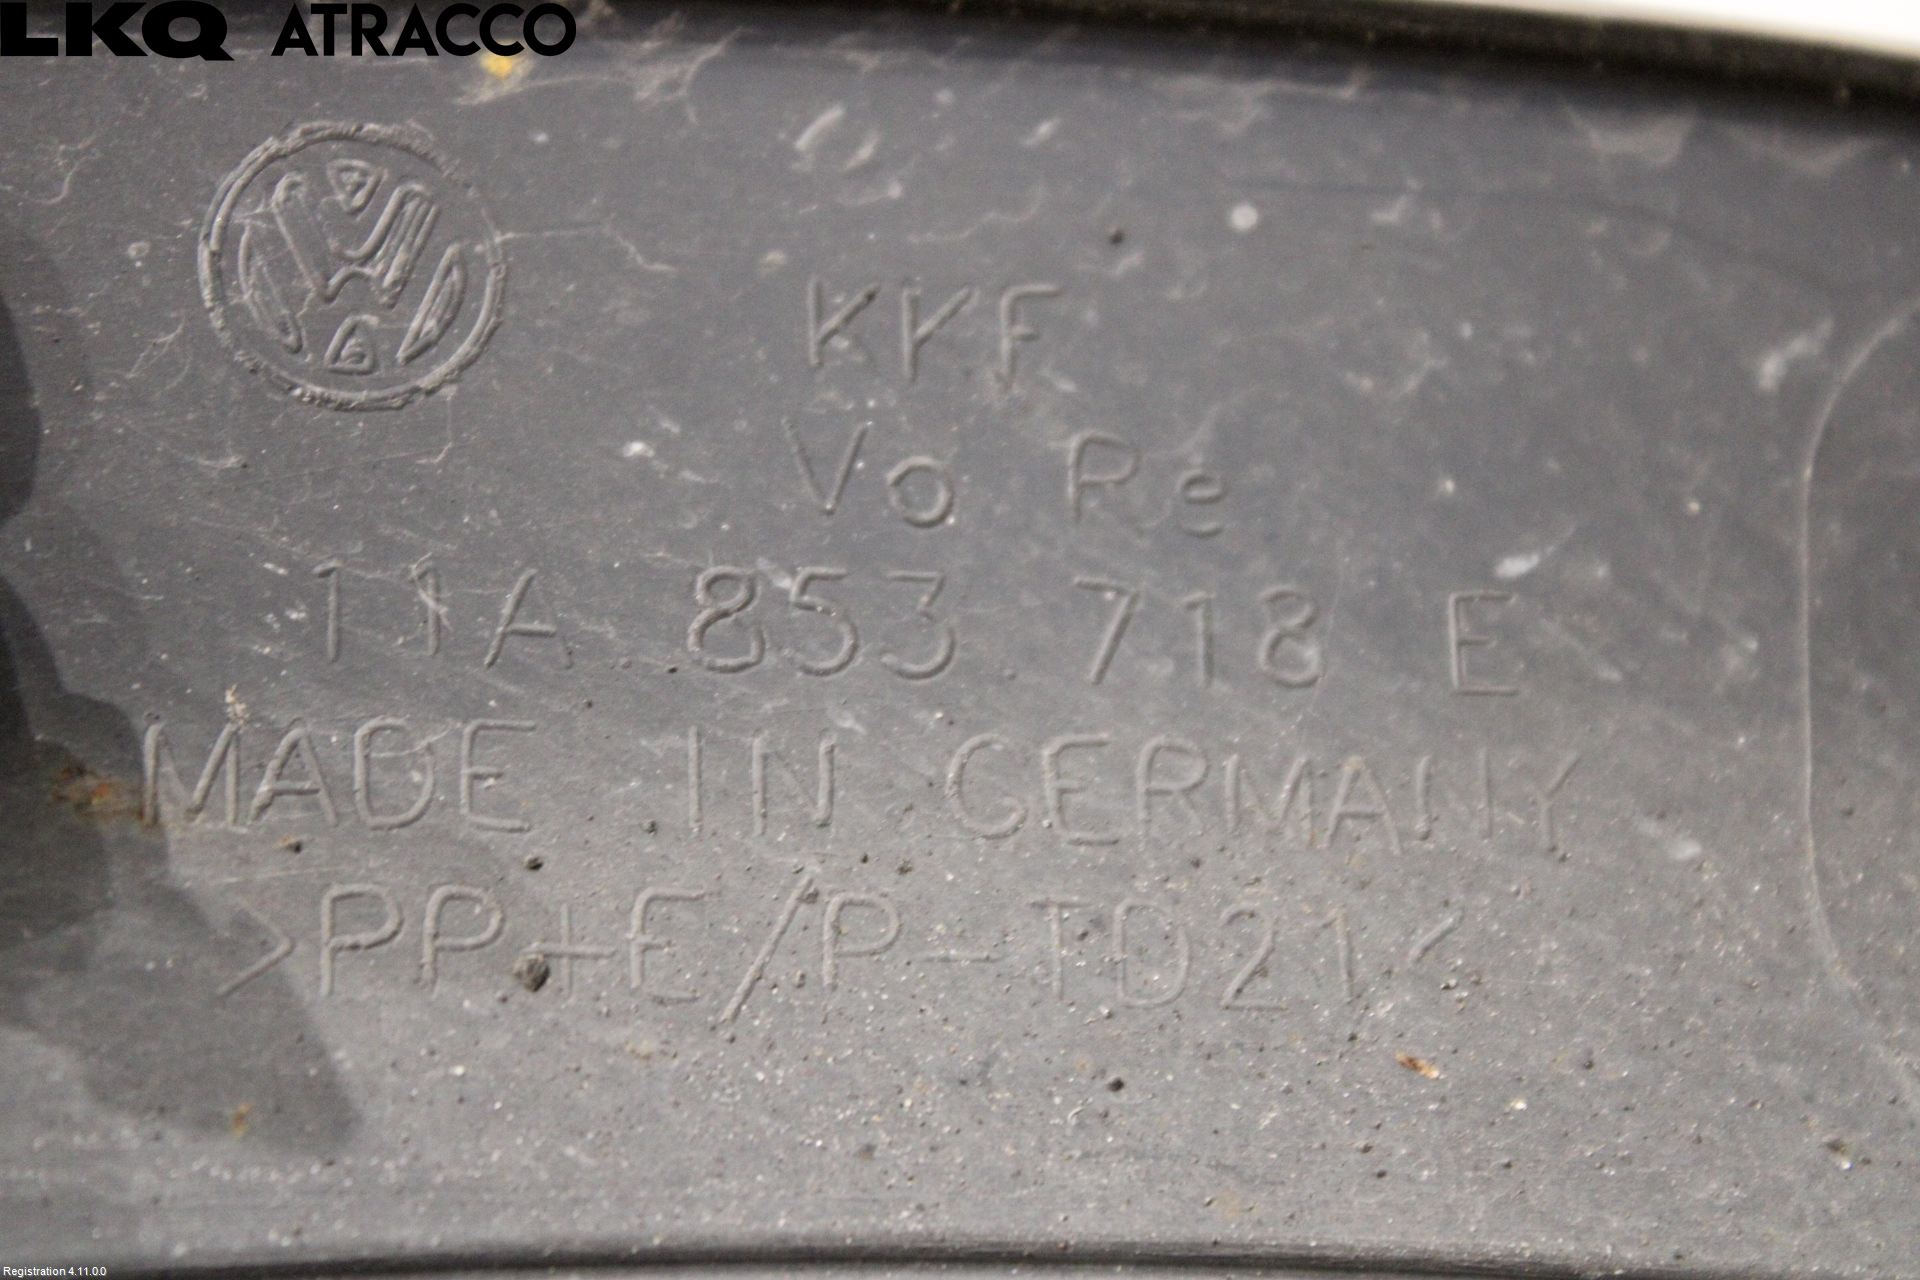 LKQ ATRACCO
KKF
Vo Re
11A 853 718 E
MADE IN GERMANY
>PP+E/P-TD21<
Registration 4.11.0.0